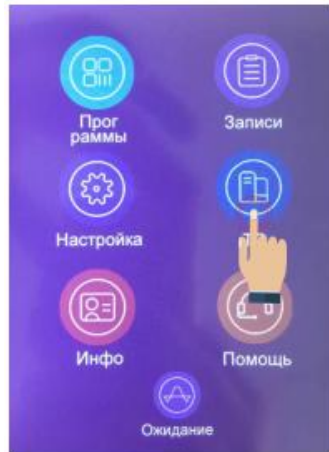 Прог
раммы
Записи
Настройка
Инфо
Помощь
Ожидание